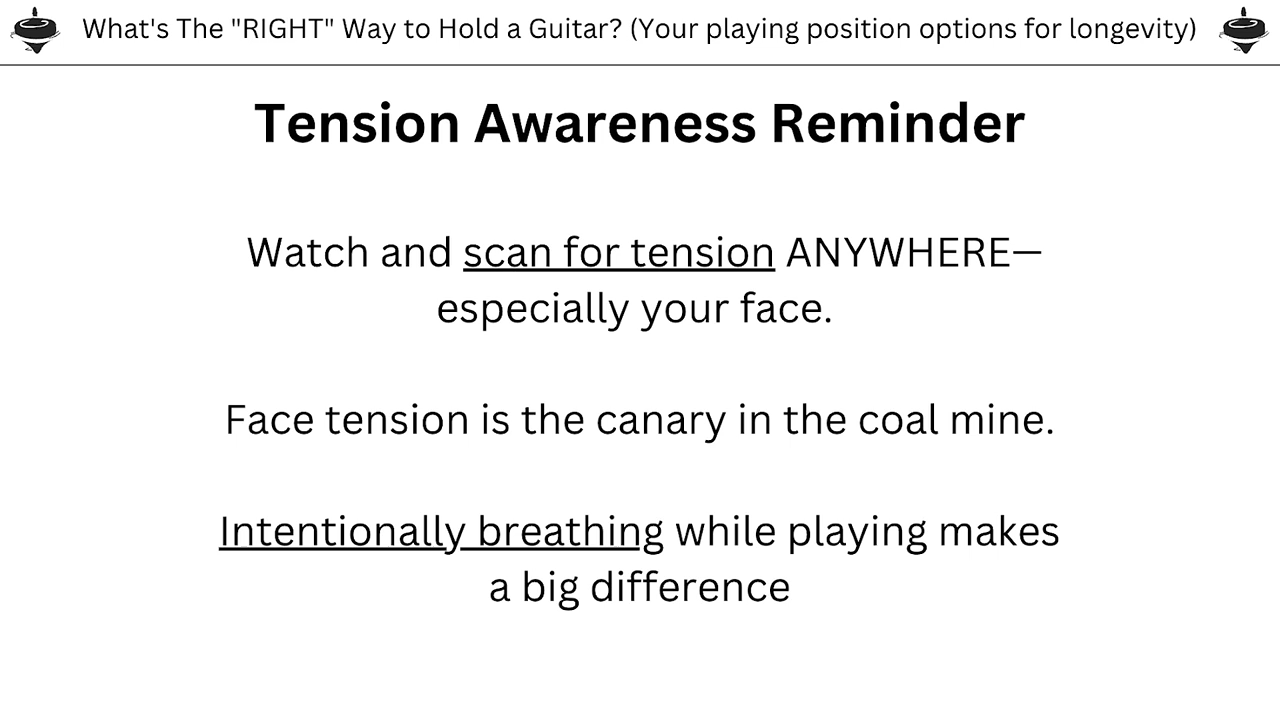 What's The "RIGHT" Way to Hold a Guitar? (Your playing position options for longevity)
Tension Awareness Reminder
Watch and scan for tension ANYWHERE—
especially your face.
Face tension is the canary in the coal mine.
Intentionally breathing while playing makes
a big difference